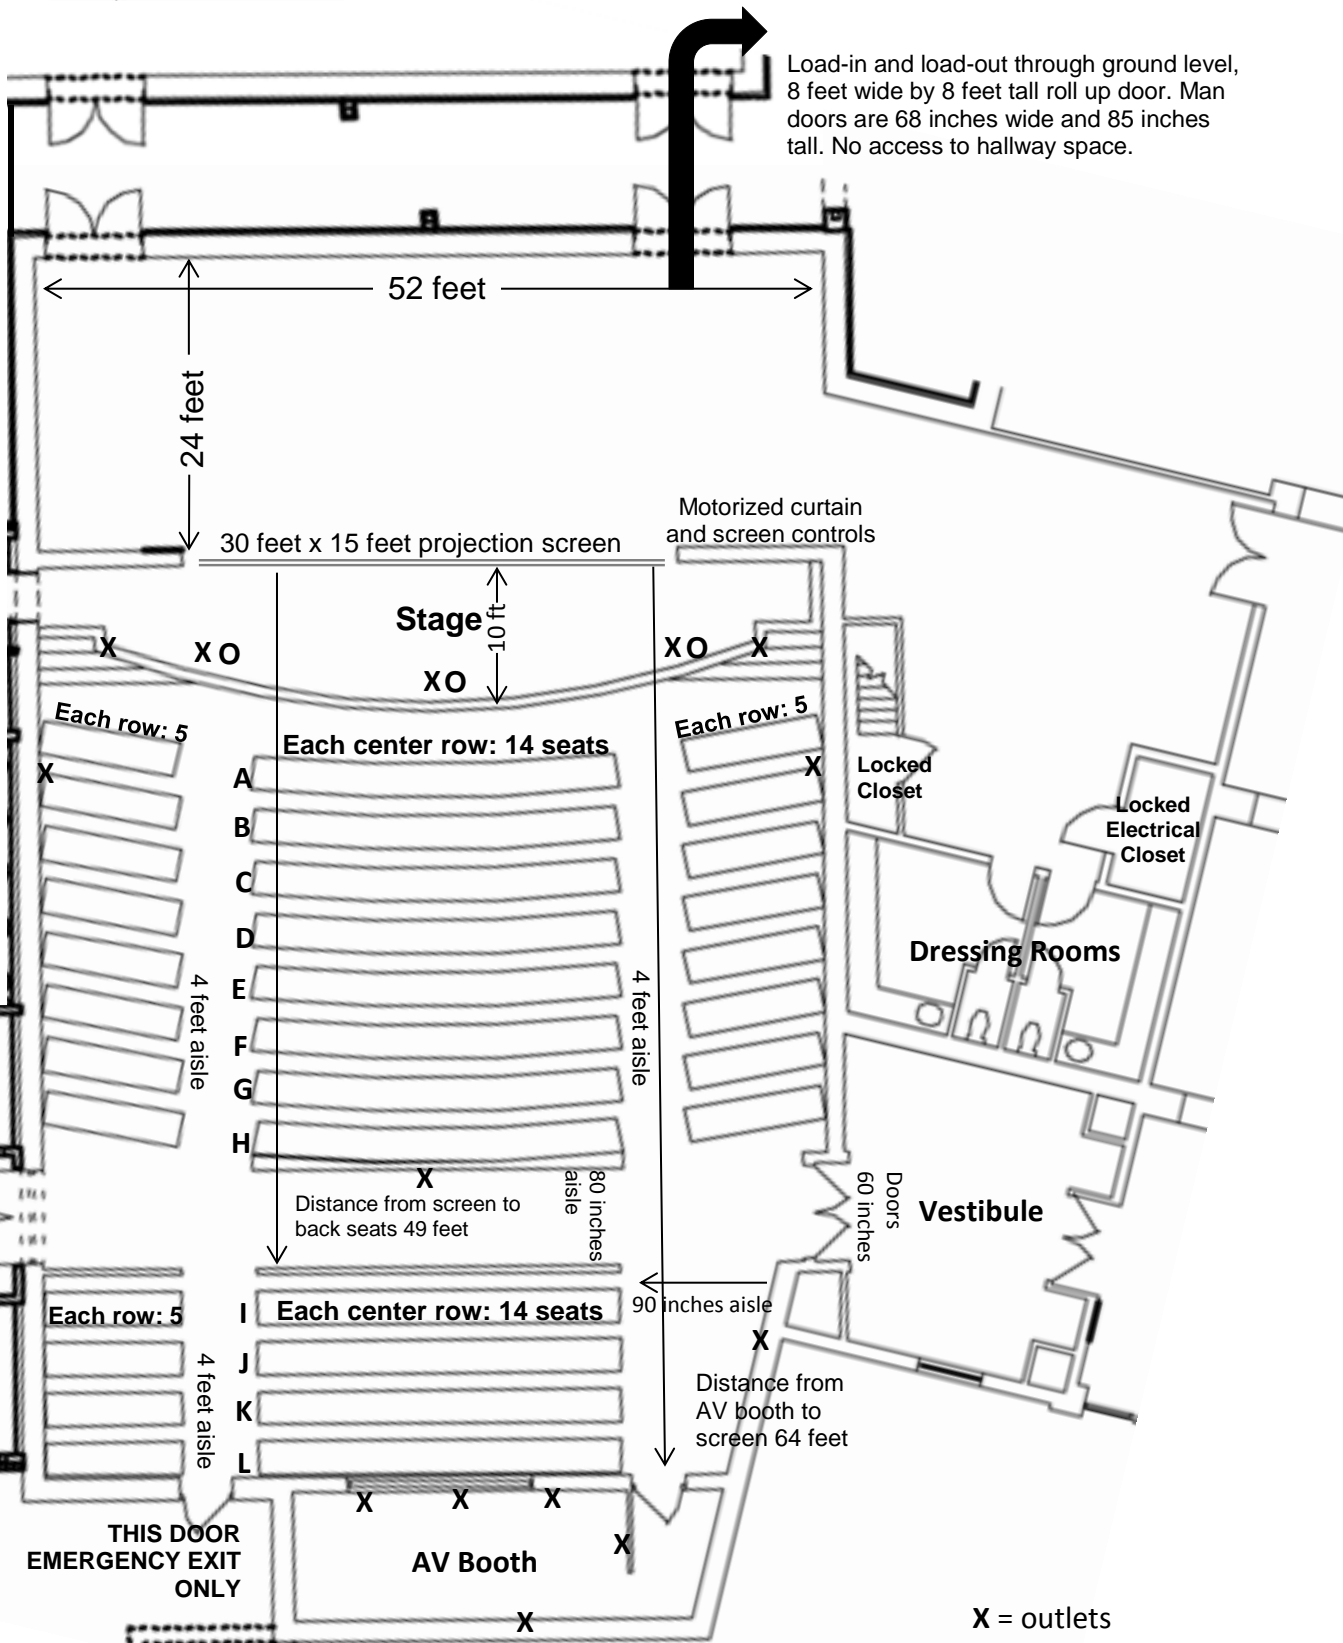 Load-in and load-out through ground level,
8 feet wide by 8 feet tall roll up door. Man
doors are 68 inches wide and 85 inches
tall. No access to hallway space.
52 feet
24 feet
Motorized curtain
and screen controls
30 feet x 15 feet projection screen
Stage
10 ft
X
X O
X O
X O
X
Each row: 5
Each center row: 14 seats
Each row: 5
X
X
A
B
C
D
E
F
G
H
4 feet aisle
4 feet aisle
Locked
Closet
Locked
Electrical
Closet
Dressing Rooms
X
Distance from screen to
back seats 49 feet
80 inches
aisle
Doors
60 inches
Vestibule
90 inches aisle
Each row: 5
I
Each center row: 14 seats
J
K
L
4 feet aisle
X
Distance from
AV booth to
screen 64 feet
X
X
X
X
THIS DOOR
EMERGENCY EXIT
ONLY
AV Booth
X
X = outlets